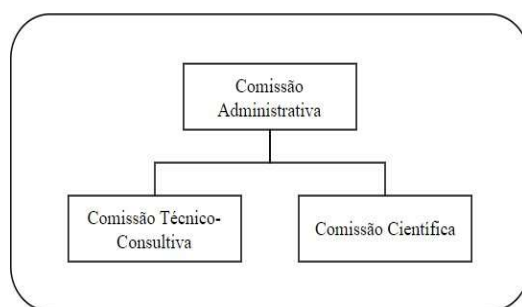 Comissão
Administrativa
Comissão Técnico-
Consultiva
Comissão Científica